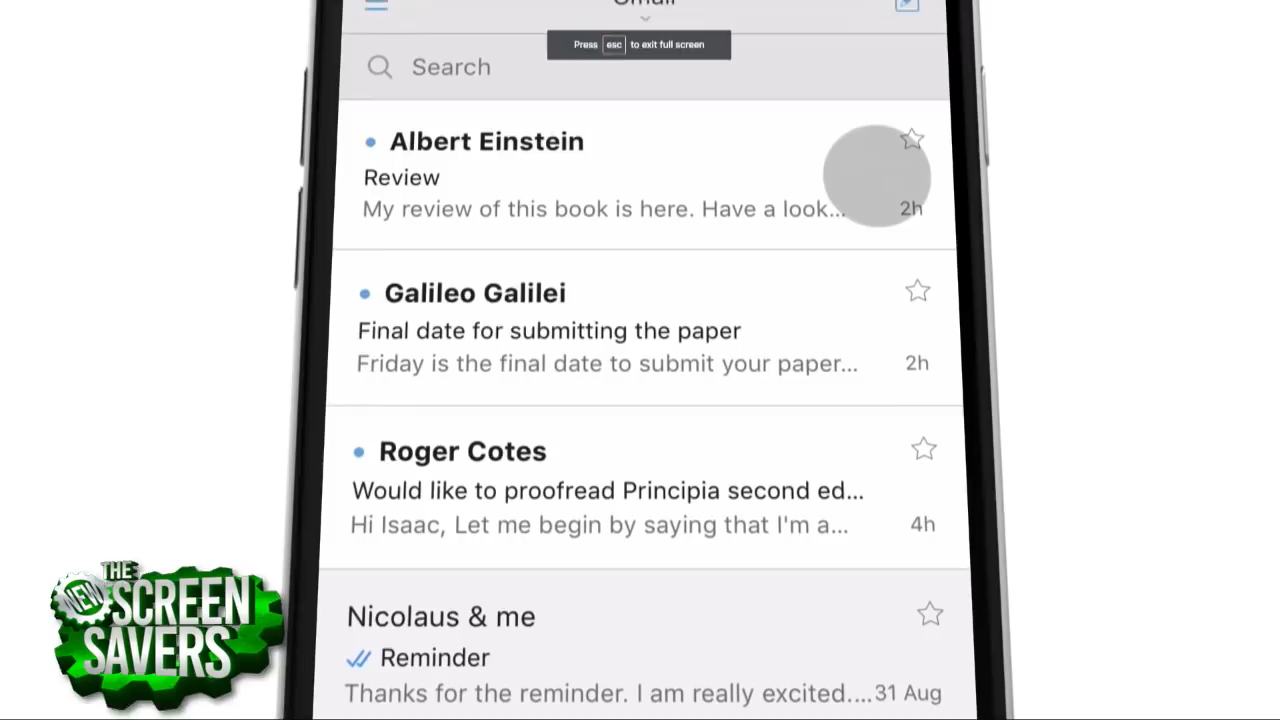 Gmail
Press esc to exit full screen
Search
Albert Einstein
Review
My review of this book is here. Have a look...
2h
Galileo Galilei
Final date for submitting the paper
Friday is the final date to submit your paper...
2h
Roger Cotes
Would like to proofread Principia second ed...
Hi Isaac, Let me begin by saying that I'm a...
4h
Nicolaus & me
Reminder
Thanks for the reminder. I am really excited....
31 Aug
THE
NEW
SCREEN
SAVERS